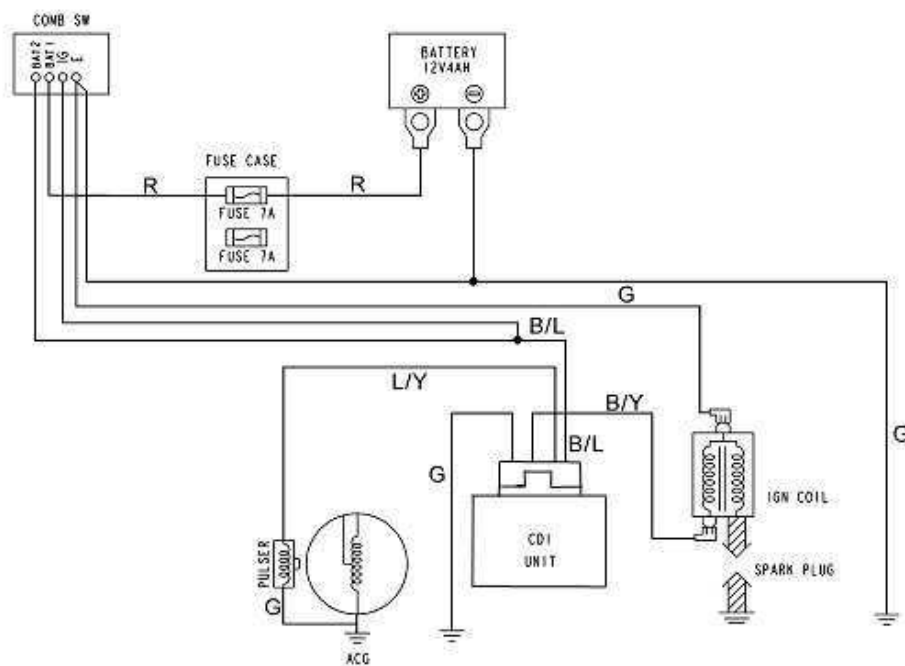 COMB SW
BAT2
BAT1
IG
E
BATTERY
12V4AH
FUSE CASE
R
R
FUSE 7A
FUSE 7A
G
B/L
L/Y
B/Y
B/L
G
G
IGN COIL
CDI
UNIT
PULSER
SPARK PLUG
G
ACG